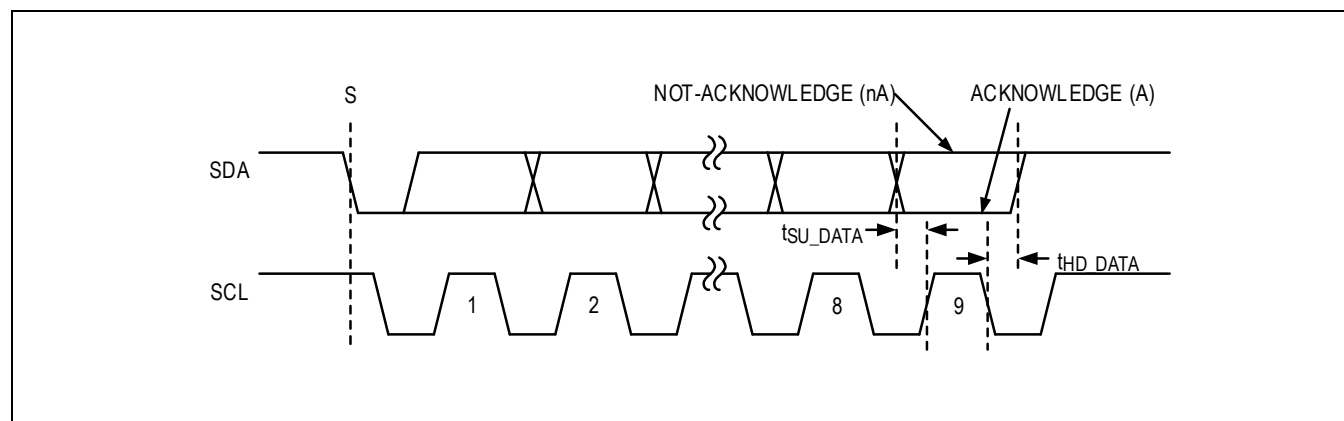 S
NOT-ACKNOWLEDGE (nA)
ACKNOWLEDGE (A)
SDA
tSU_DATA
tHD_DATA
SCL
1
2
8
9